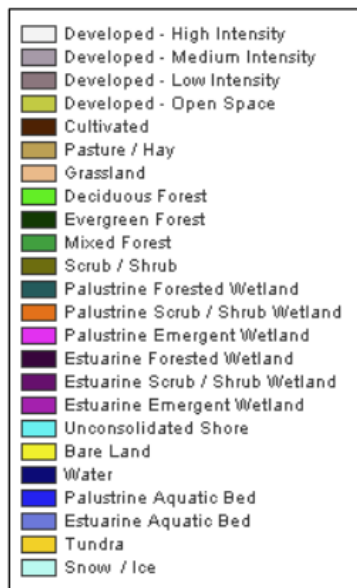 Developed - High Intensity
Developed - Medium Intensity
Developed - Low Intensity
Developed - Open Space
Cultivated
Pasture / Hay
Grassland
Deciduous Forest
Evergreen Forest
Mixed Forest
Scrub / Shrub
Palustrine Forested Wetland
Palustrine Scrub / Shrub Wetland
Palustrine Emergent Wetland
Estuarine Forested Wetland
Estuarine Scrub / Shrub Wetland
Estuarine Emergent Wetland
Unconsolidated Shore
Bare Land
Water
Palustrine Aquatic Bed
Estuarine Aquatic Bed
Tundra
Snow / Ice